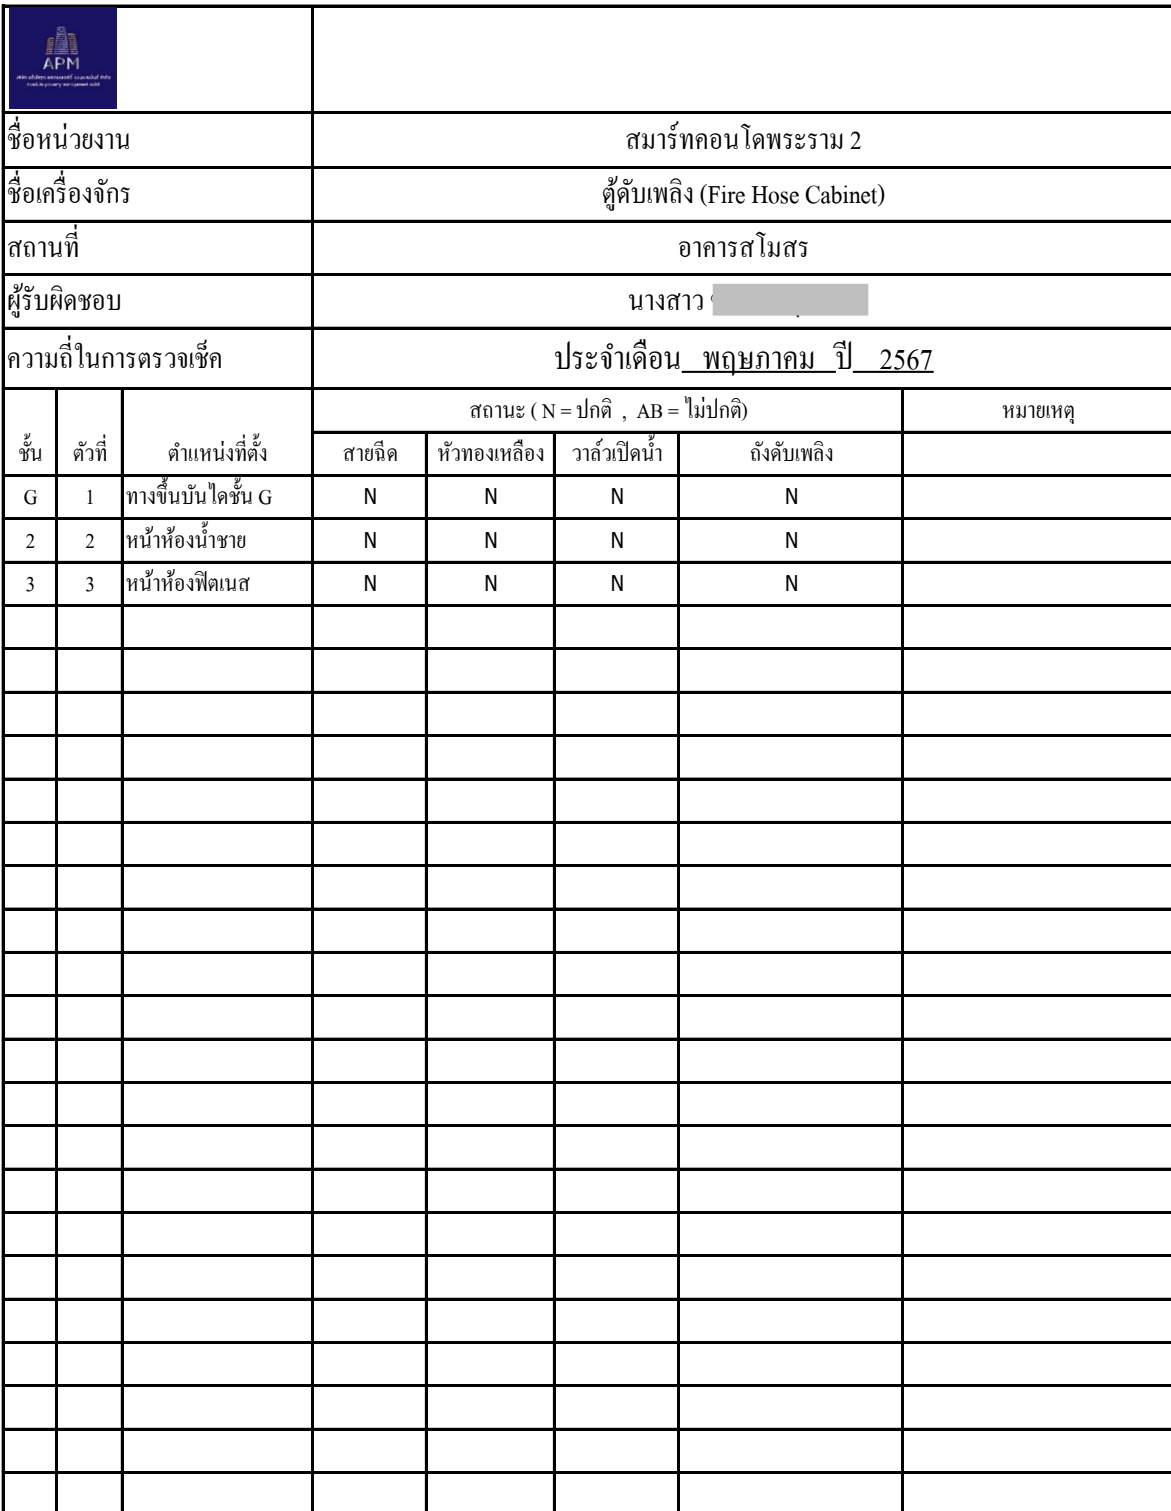 APM
ชื่อหน่วยงาน สมาร์ทคอนโดพระราม 2
ชื่อเครื่องจักร ตู้ดับเพลิง (Fire Hose Cabinet)
สถานที่ อาคารสโมสร
ผู้รับผิดชอบ นางสาว
ความถี่ในการตรวจเช็ค ประจำเดือน พฤษภาคม ปี 2567
สถานะ ( N = ปกติ , AB = ไม่ปกติ) หมายเหตุ
ชั้น ตัวที่ ตำแหน่งที่ตั้ง สายฉีด หัวทองเหลือง วาล์วเปิดน้ำ ถังดับเพลิง
G 1 ทางขึ้นบันไดชั้น G N N N N
2 2 หน้าห้องน้ำชาย N N N N
3 3 หน้าห้องฟิตเนส N N N N